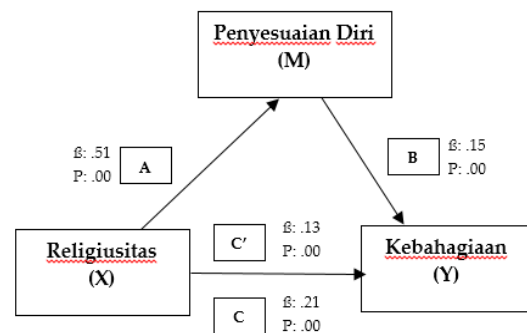 Penyesuaian Diri
(M)
ß: .51
P: .00
A
B
ß: .15
P: .00
Religiusitas
(X)
C'
ß: .13
P: .00
Kebahagiaan
(Y)
C
ß: .21
P: .00